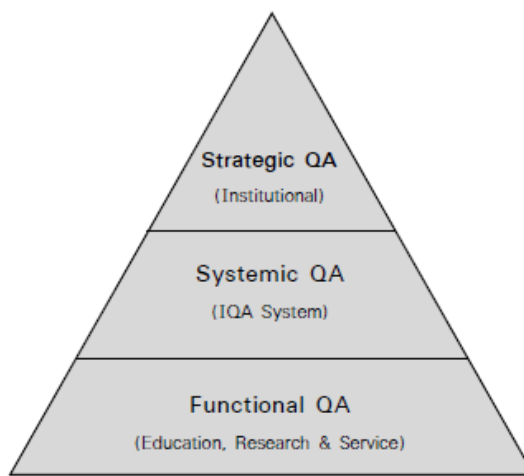 Strategic QA
(Institutional)
Systemic QA
(IQA System)
Functional QA
(Education, Research & Service)